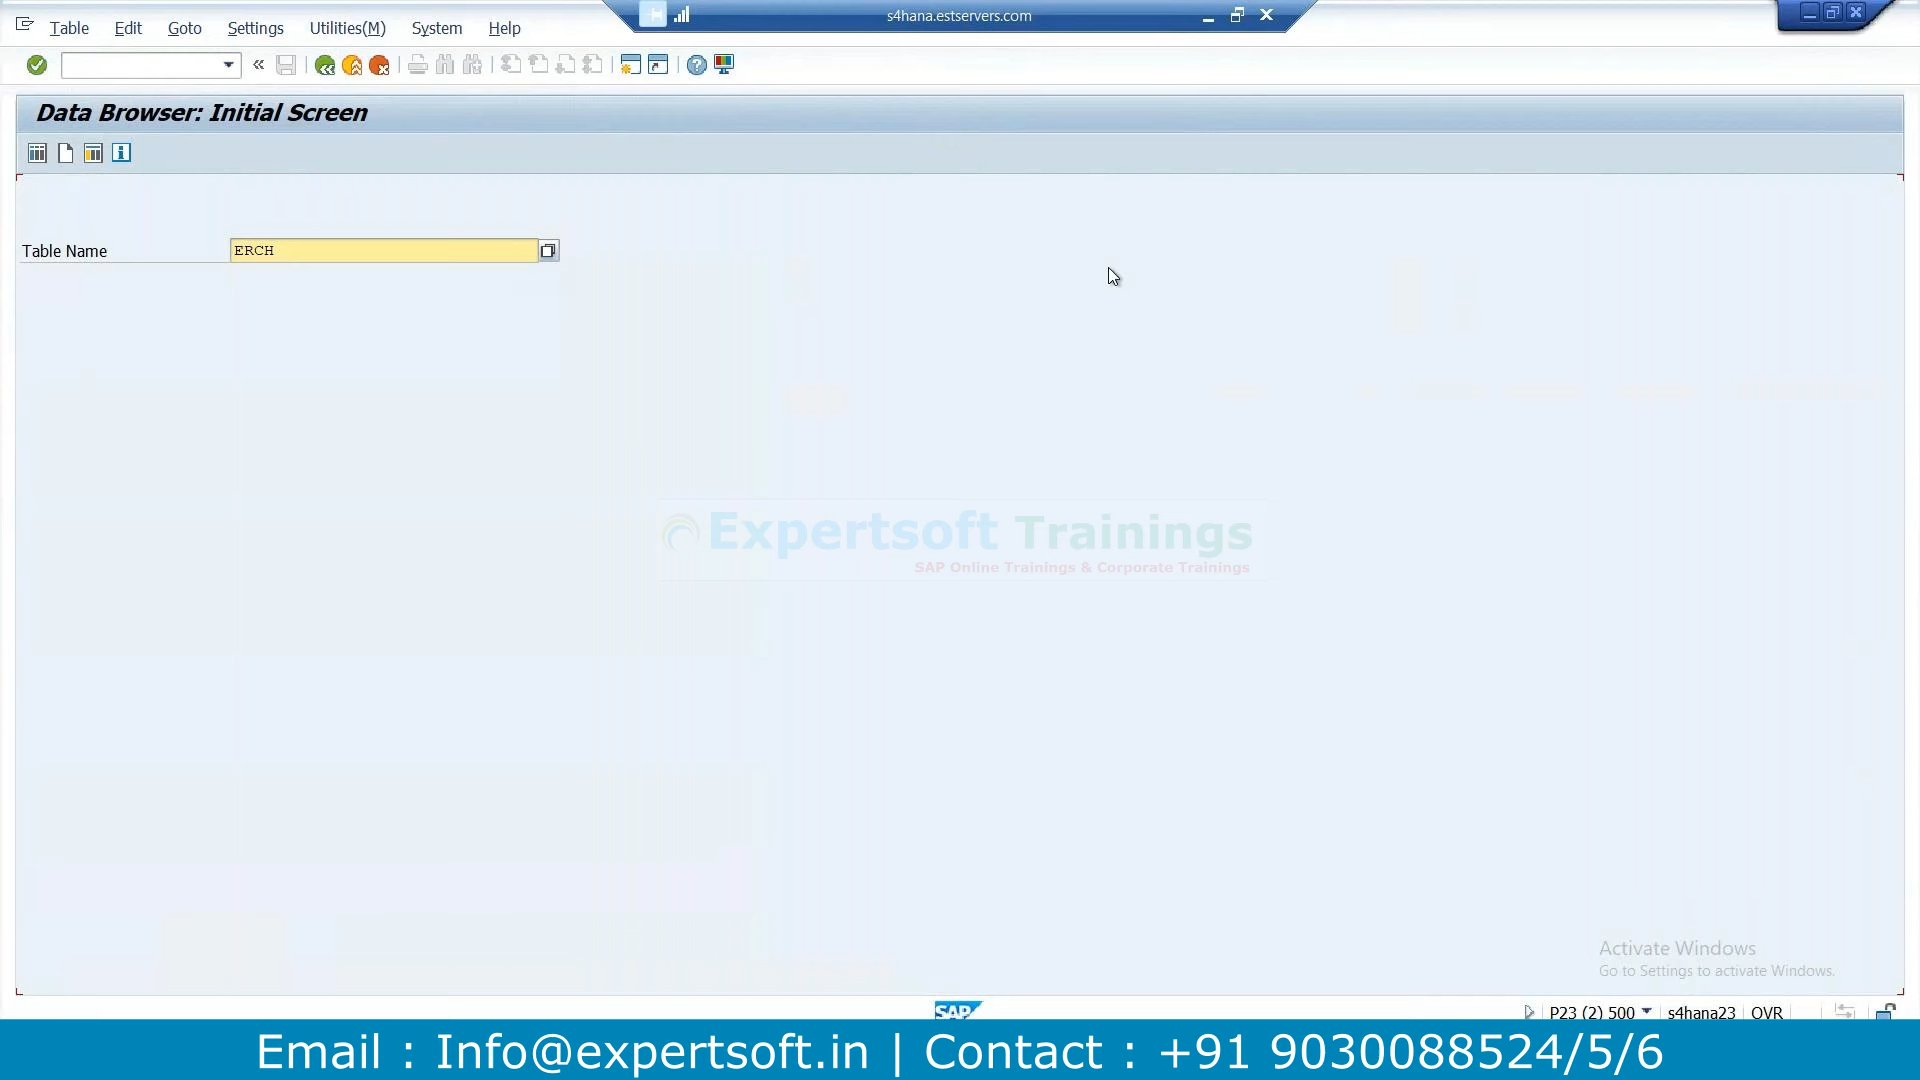 s4hana.estservers.com
Table Edit Goto Settings Utilities(M) System Help
Data Browser: Initial Screen
Table Name ERCH
Expertsoft Trainings
SAP Online Trainings & Corporate Trainings
Activate Windows
Go to Settings to activate Windows.
SAP P23 (2) 500 s4hana23 OVR
Email : Info@expertsoft.in | Contact : +91 9030088524/5/6